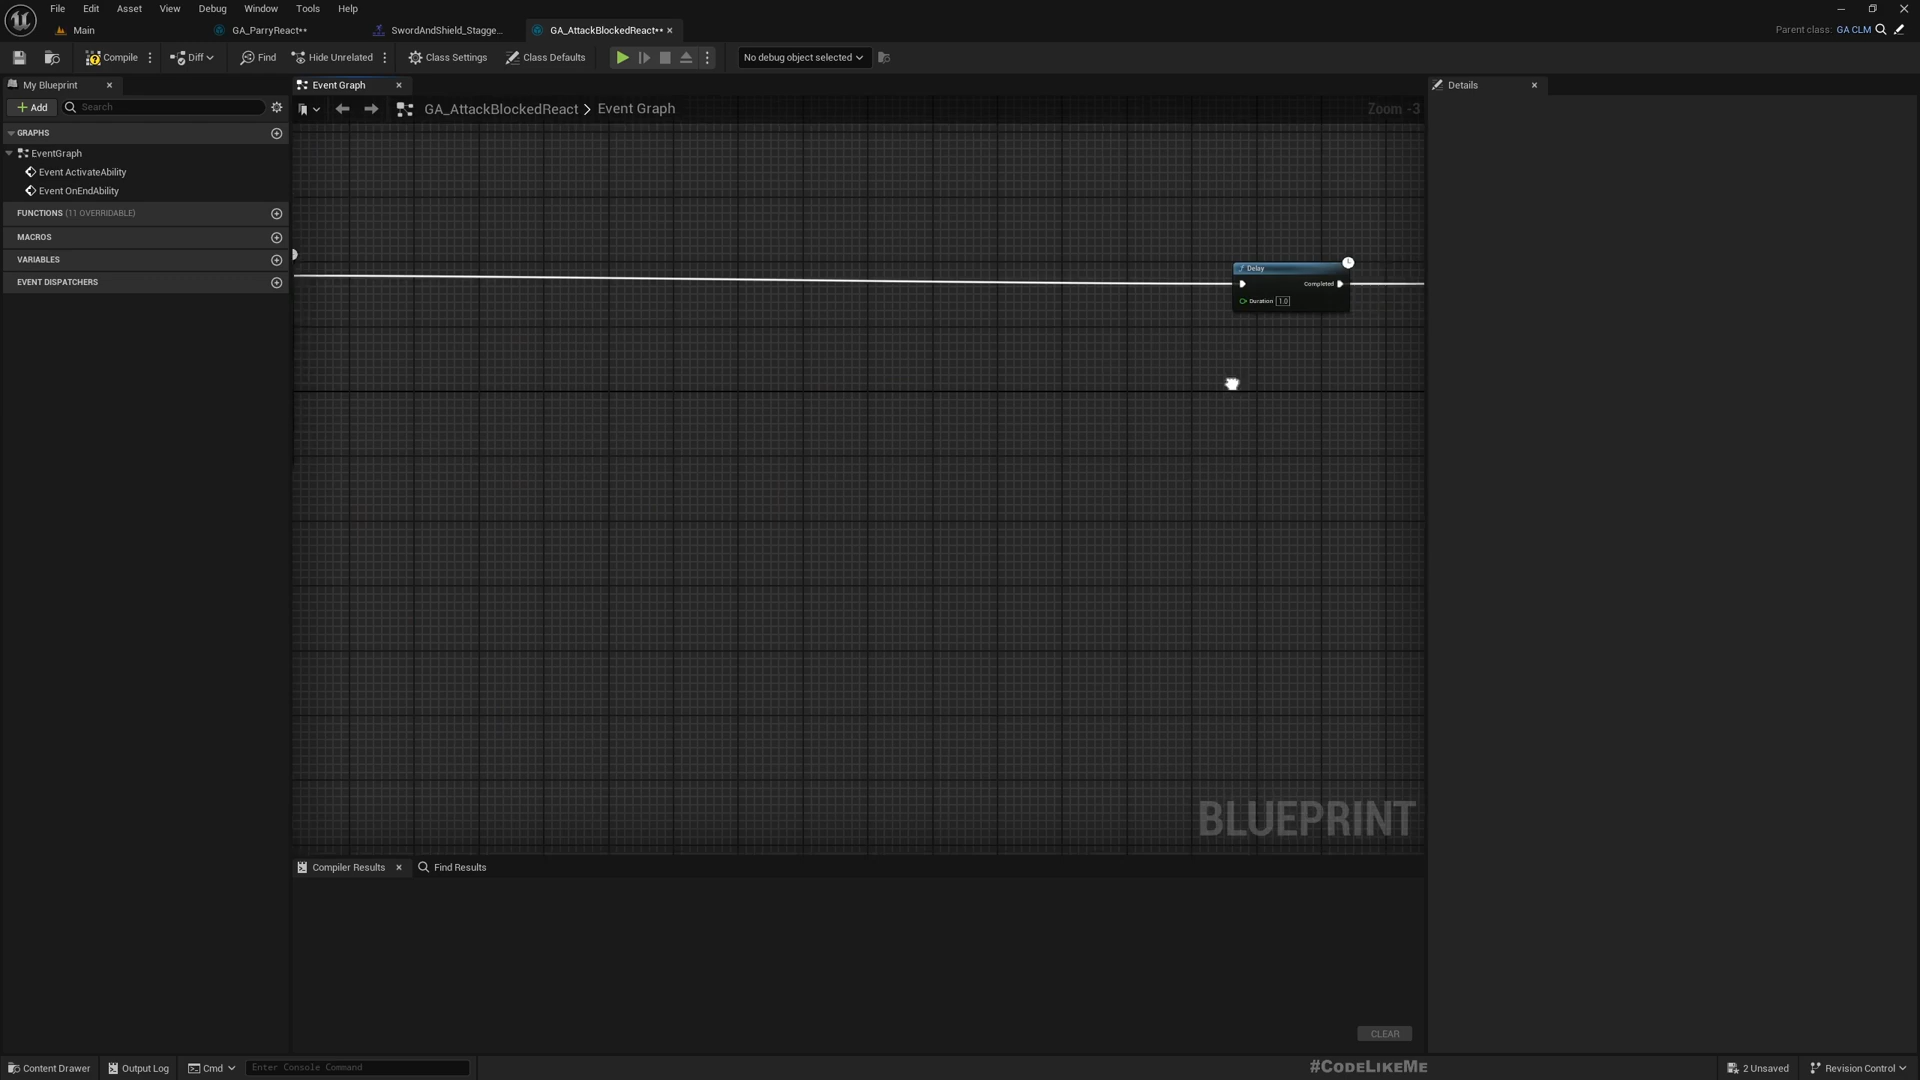 File Edit Asset View Debug Window Tools Help
Main GA_ParryReact** SwordAndShield_Stagge... GA_AttackBlockedReact**
Parent class: GA CLM
Compile Diff Find Hide Unrelated Class Settings Class Defaults No debug object selected
My Blueprint Event Graph Details
Add Search
GA_AttackBlockedReact > Event Graph Zoom -3
GRAPHS
EventGraph
Event ActivateAbility
Event OnEndAbility
FUNCTIONS (11 OVERRIDABLE)
MACROS
VARIABLES
EVENT DISPATCHERS
Delay
Completed
Duration 1.0
BLUEPRINT
Compiler Results Find Results
CLEAR
Content Drawer Output Log Cmd Enter Console Command #CODELIKEME 2 Unsaved Revision Control